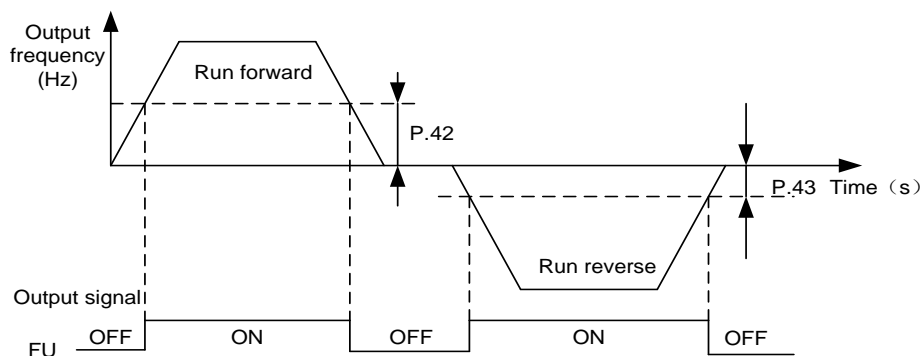 Output
frequency
(Hz)
Run forward
P.42
P.43 Time（s）
Run reverse
Output signal
FU OFF ON OFF ON OFF